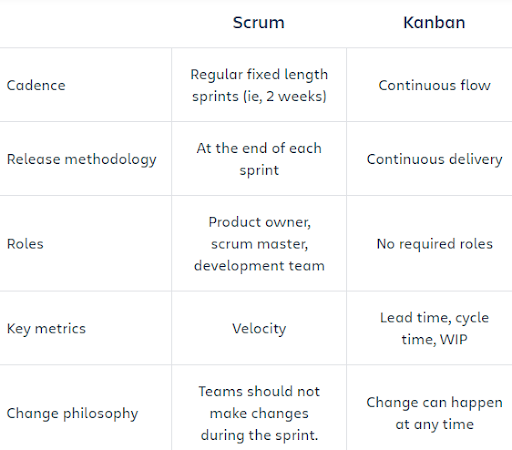 Scrum Kanban
Cadence
Regular fixed length
sprints (ie, 2 weeks)
Continuous flow
Release methodology
At the end of each
sprint
Continuous delivery
Roles
Product owner,
scrum master,
development team
No required roles
Key metrics
Velocity
Lead time, cycle
time, WIP
Change philosophy
Teams should not
make changes
during the sprint.
Change can happen
at any time